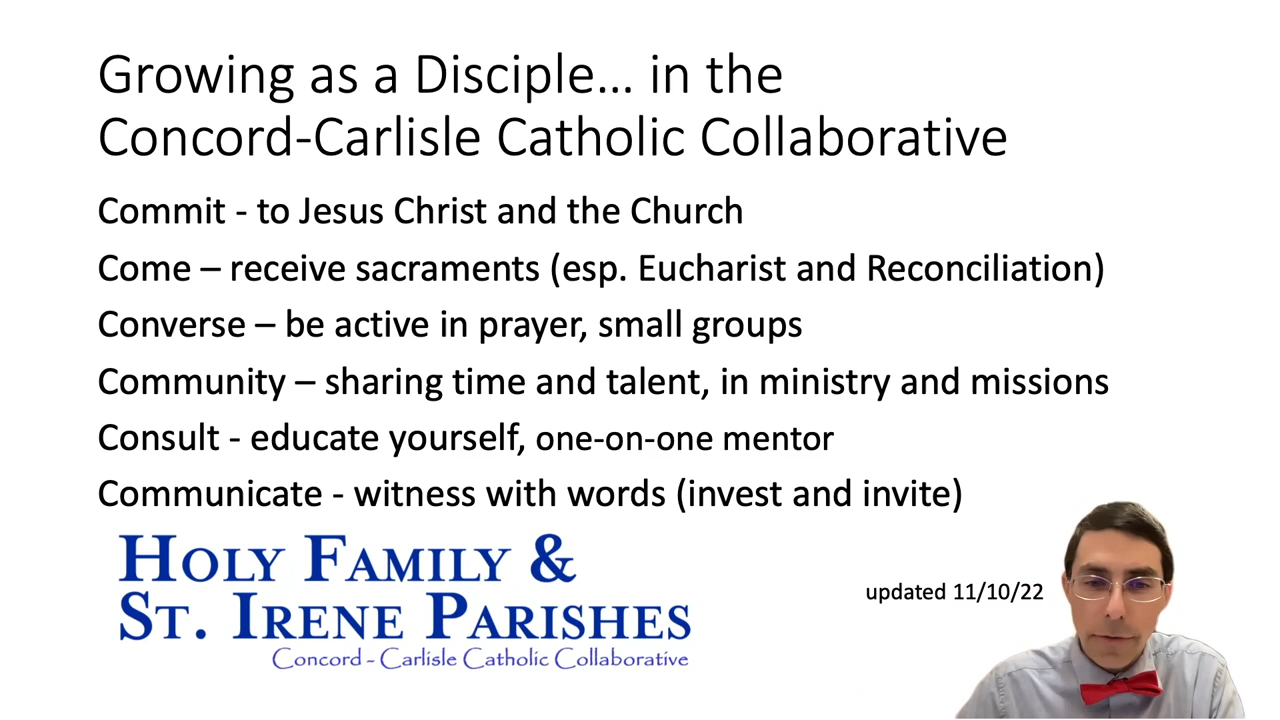 Growing as a Disciple... in the
Concord-Carlisle Catholic Collaborative
Commit - to Jesus Christ and the Church
Come – receive sacraments (esp. Eucharist and Reconciliation)
Converse – be active in prayer, small groups
Community – sharing time and talent, in ministry and missions
Consult - educate yourself, one-on-one mentor
Communicate - witness with words (invest and invite)
HOLY FAMILY &
ST. IRENE PARISHES
Concord - Carlisle Catholic Collaborative
updated 11/10/22